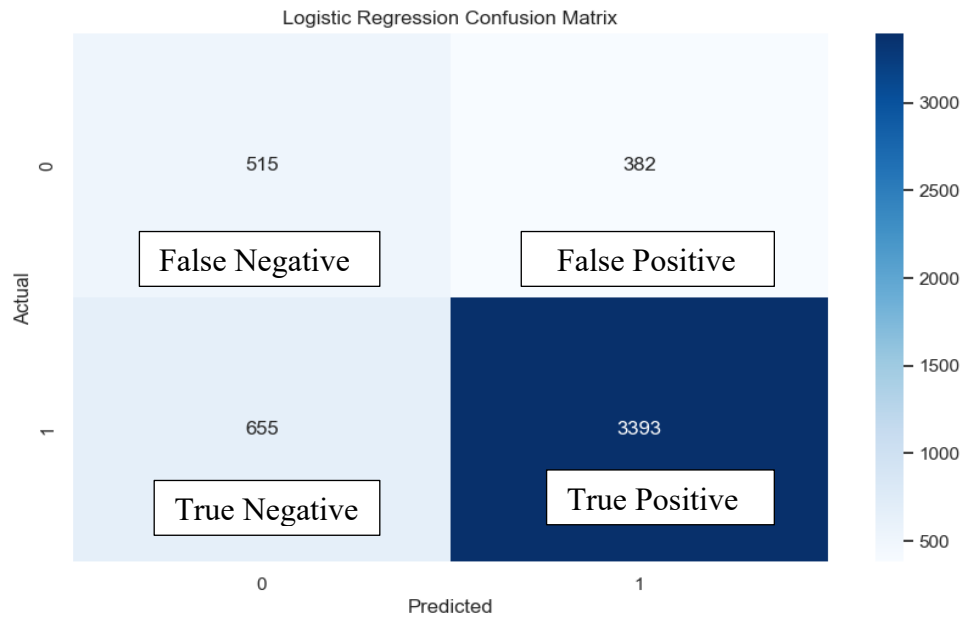 Logistic Regression Confusion Matrix
0
515
382
3000
2500
False Negative
False Positive
Actual
2000
1500
1
655
3393
1000
True Negative
True Positive
500
0
1
Predicted